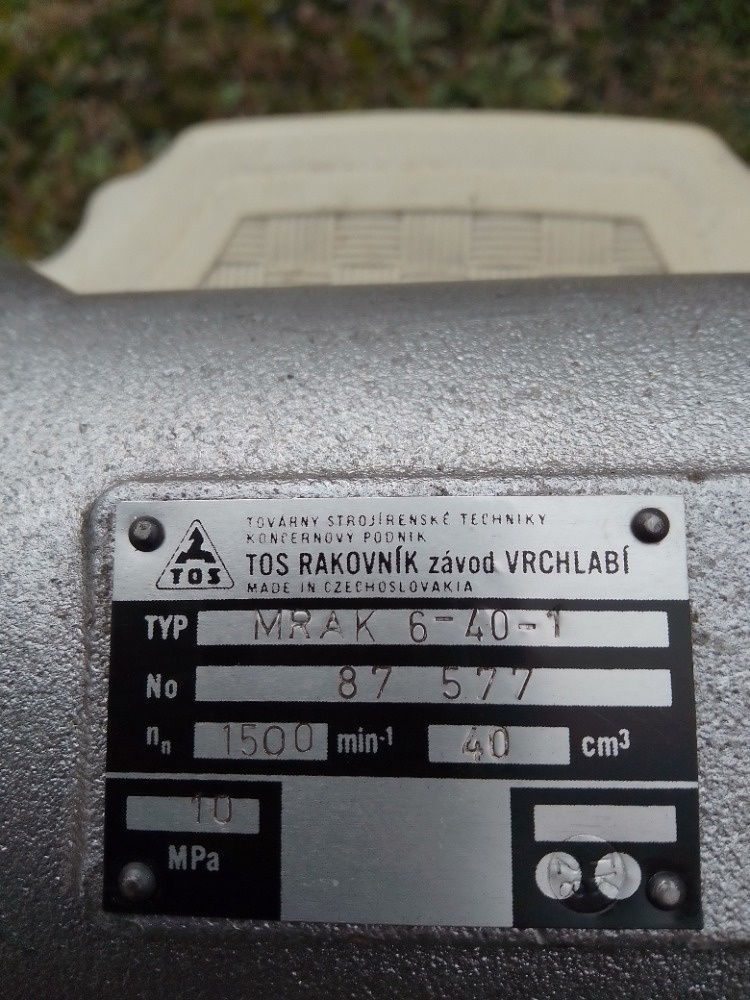 TOVÁRNY STROJÍRENSKÉ TECHNIKY
KONCERNOVÝ PODNIK
TOS
TOS RAKOVNÍK závod VRCHLABÍ
MADE IN CZECHOSLOVAKIA
TYP MRAK 6-40-1
No 87 577
nn 1500 min-1 40 cm³
10
MPa